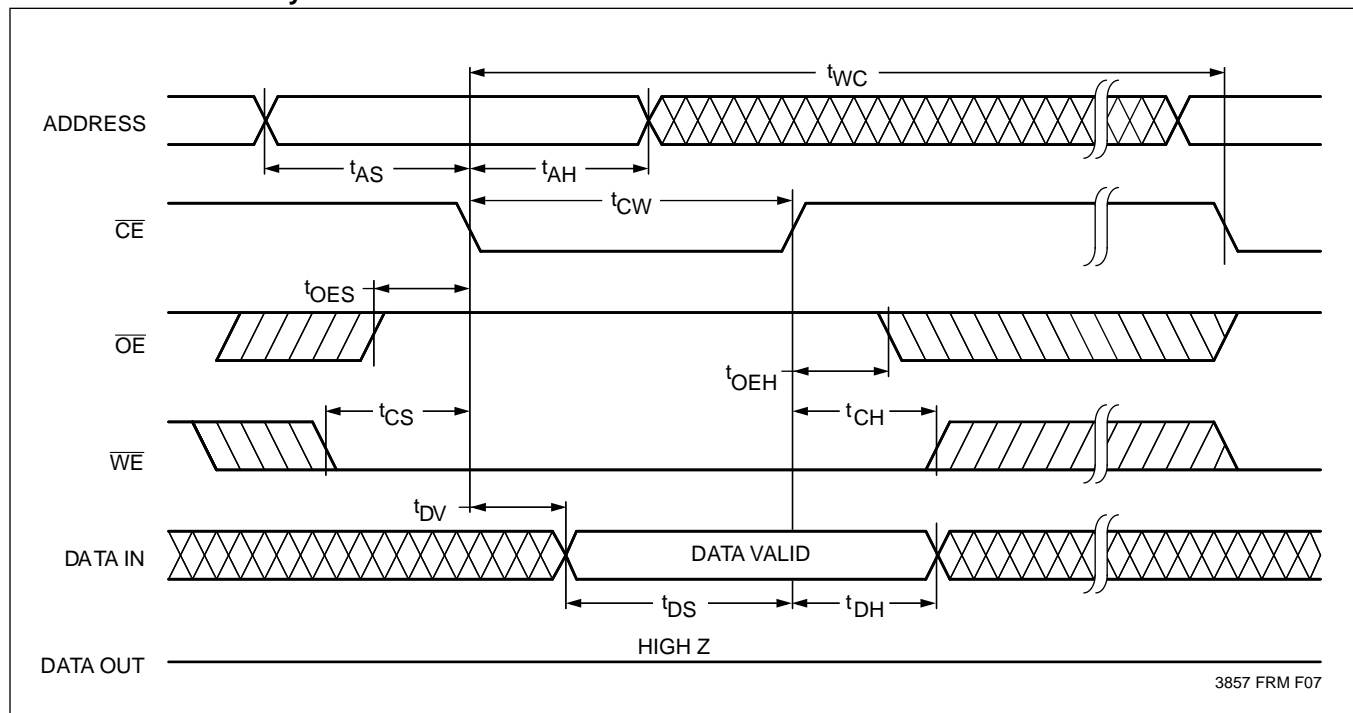 tWC
ADDRESS
tAS
tAH
tCW
CE
tOES
OE
tOEH
tCS
tCH
WE
tDV
DATA IN
DATA VALID
tDS
tDH
HIGH Z
DATA OUT
3857 FRM F07